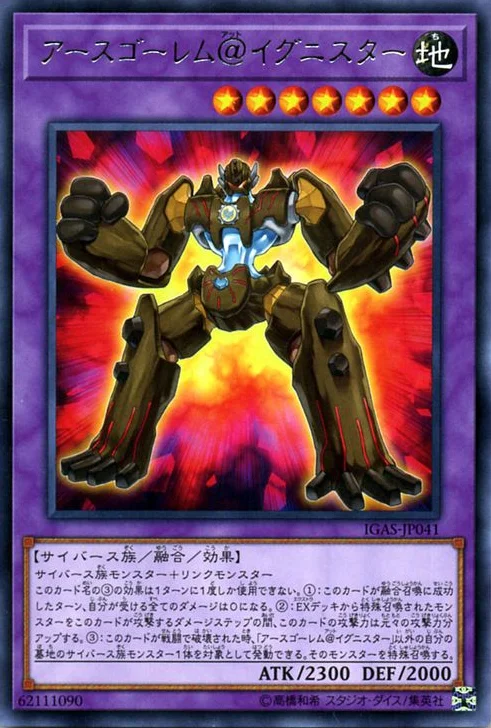 アースゴーレム@イグニスター 地
IGAS-JP041
【サイバース族/融合/効果】
サイバース族モンスター+リンクモンスター
このカード名の③の効果は1ターンに1度しか使用できない。①:このカードが融合召喚に成功
したターン、自分が受ける全てのダメージは0になる。②:EXデッキから特殊召喚されたモ
ンスターをこのカードが攻撃するダメージステップの間、このカードの攻撃力は元々の攻撃力分
アップする。③:このカードが戦闘で破壊された時、「アースゴーレム@イグニスター」以外の自分の
墓地のサイバース族モンスター1体を対象として発動できる。そのモンスターを特殊召喚する。
ATK/2300 DEF/2000
62111090 ©高橋和希 スタジオ・ダイス/集英社